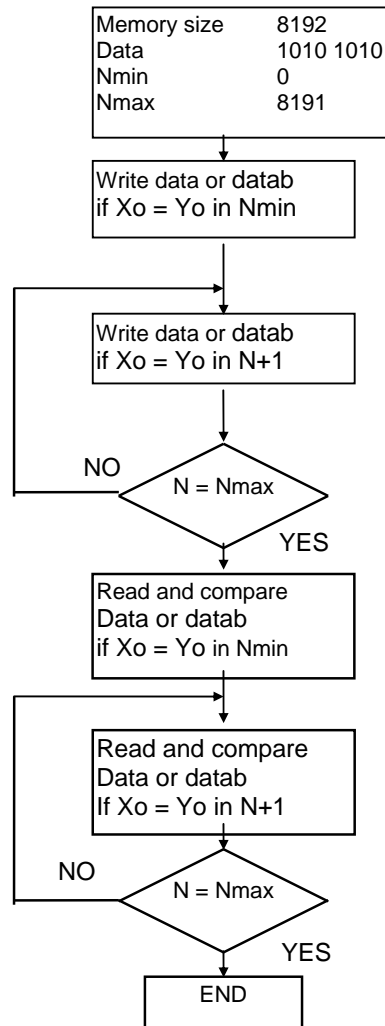 Memory size 8192
Data 1010 1010
Nmin 0
Nmax 8191
Write data or datab
if Xo = Yo in Nmin
Write data or datab
if Xo = Yo in N+1
NO
N = Nmax
YES
Read and compare
Data or datab
if Xo = Yo in Nmin
Read and compare
Data or datab
If Xo = Yo in N+1
NO
N = Nmax
YES
END